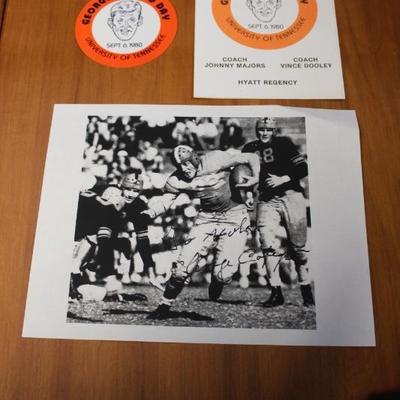 DAY
SEPT. 6, 1980
UNIVERSITY OF TENNESSEE
DAY
SEPT. 6, 1980
UNIVERSITY OF TENNESSEE
COACH
JOHNNY MAJORS
COACH
VINCE DOOLEY
HYATT REGENCY
8